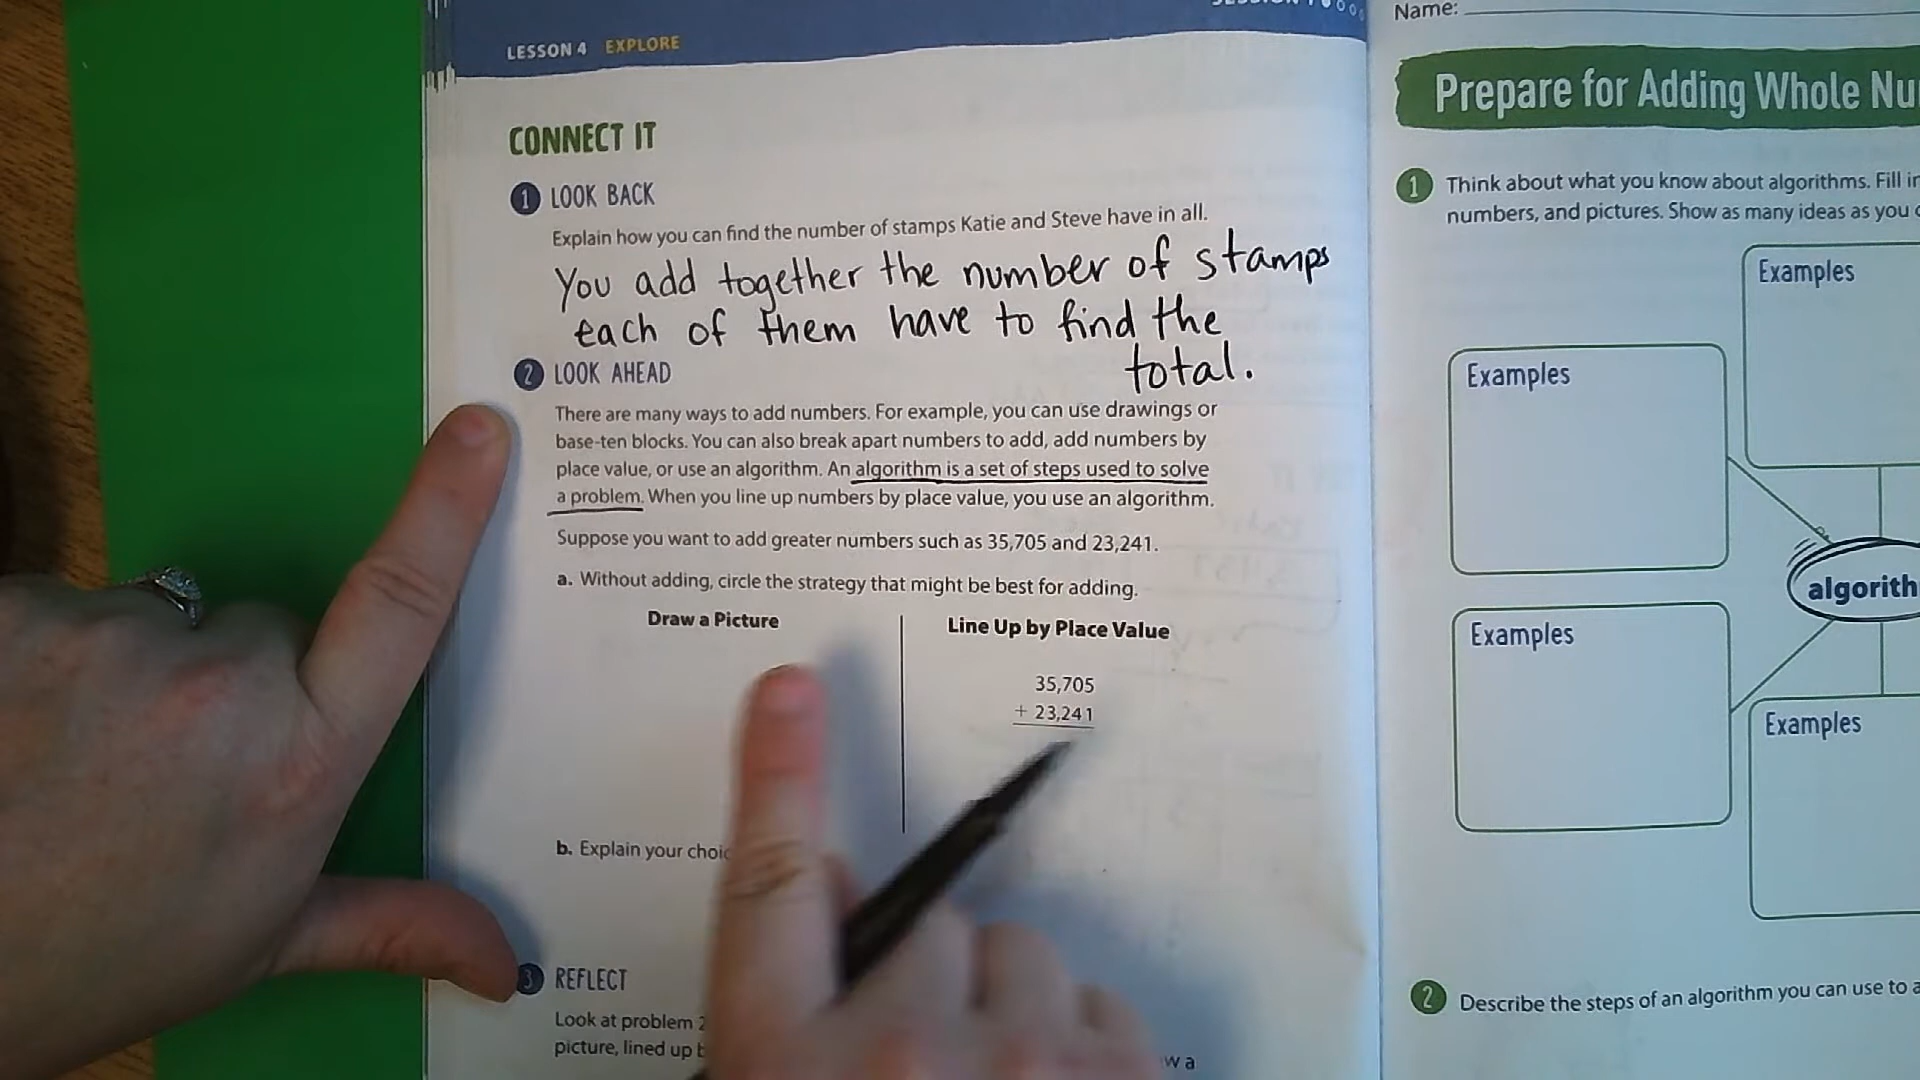 LESSON 4 EXPLORE
CONNECT IT
1 LOOK BACK
Explain how you can find the number of stamps Katie and Steve have in all.
You add together the number of stamps
each of them have to find the
total.
2 LOOK AHEAD
There are many ways to add numbers. For example, you can use drawings or
base-ten blocks. You can also break apart numbers to add, add numbers by
place value, or use an algorithm. An algorithm is a set of steps used to solve
a problem. When you line up numbers by place value, you use an algorithm.
Suppose you want to add greater numbers such as 35,705 and 23,241.
a. Without adding, circle the strategy that might be best for adding.
Draw a Picture
Line Up by Place Value
35,705
+ 23,241
b. Explain your
3 REFLECT
Look at problem
picture, lined up
a
Name:
Prepare for Adding Whole
1 Think about what you know about algorithms. Fill
numbers, and pictures. Show as many ideas as you
Examples
Examples
Examples
Examples
2 Describe the steps of an algorithm you can use to